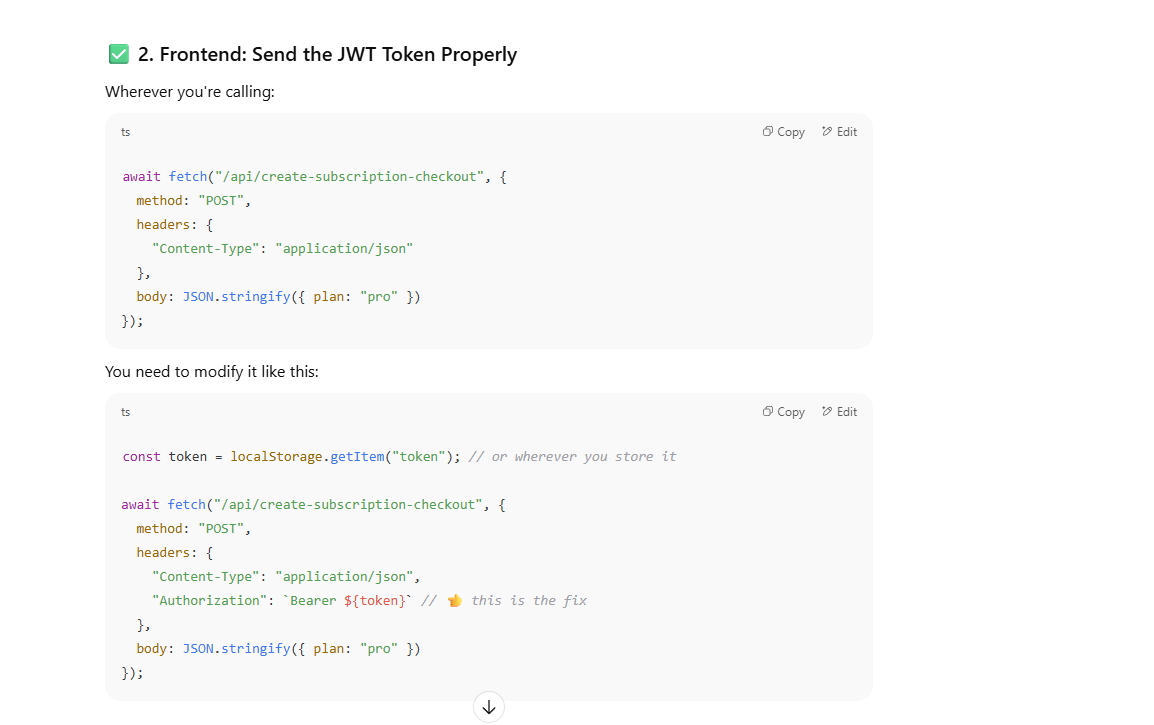 ✅ 2. Frontend: Send the JWT Token Properly
Wherever you're calling:
ts Copy Edit
await fetch("/api/create-subscription-checkout", {
  method: "POST",
  headers: {
    "Content-Type": "application/json"
  },
  body: JSON.stringify({ plan: "pro" })
});
You need to modify it like this:
ts Copy Edit
const token = localStorage.getItem("token"); // or wherever you store it
await fetch("/api/create-subscription-checkout", {
  method: "POST",
  headers: {
    "Content-Type": "application/json",
    "Authorization": `Bearer ${token}` // 👈 this is the fix
  },
  body: JSON.stringify({ plan: "pro" })
});